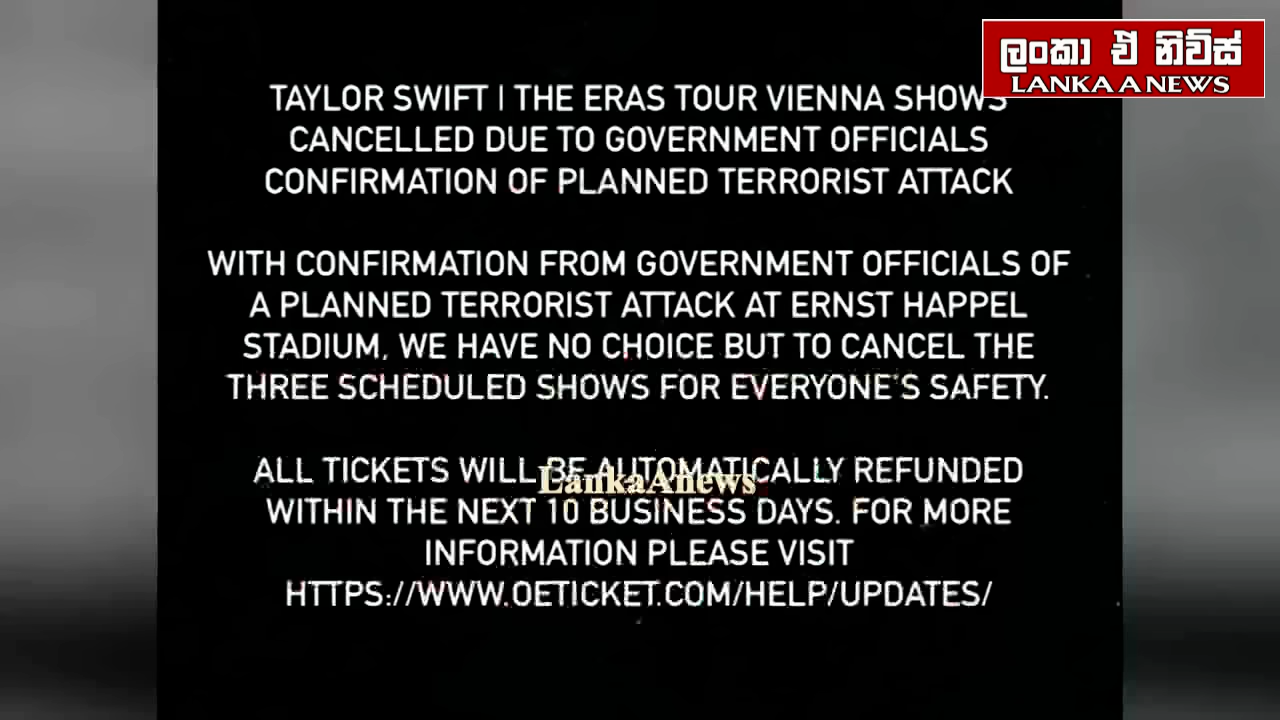 ලංකා ඒ නිව්ස්
LANKA A NEWS
TAYLOR SWIFT | THE ERAS TOUR VIENNA SHOWS
CANCELLED DUE TO GOVERNMENT OFFICIALS
CONFIRMATION OF PLANNED TERRORIST ATTACK
WITH CONFIRMATION FROM GOVERNMENT OFFICIALS OF
A PLANNED TERRORIST ATTACK AT ERNST HAPPEL
STADIUM, WE HAVE NO CHOICE BUT TO CANCEL THE
THREE SCHEDULED SHOWS FOR EVERYONE'S SAFETY.
ALL TICKETS WILL BE AUTOMATICALLY REFUNDED
LankaAnews
WITHIN THE NEXT 10 BUSINESS DAYS. FOR MORE
INFORMATION PLEASE VISIT
HTTPS://WWW.OETICKET.COM/HELP/UPDATES/